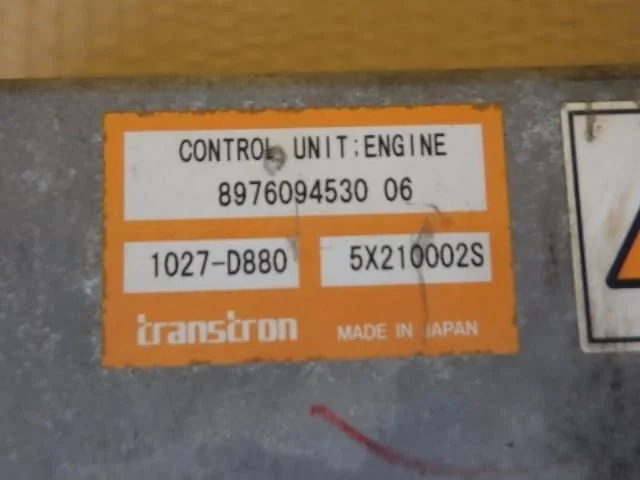 CONTROL UNIT:ENGINE
8976094530 06
1027-D880 5X210002S
transtron MADE IN JAPAN